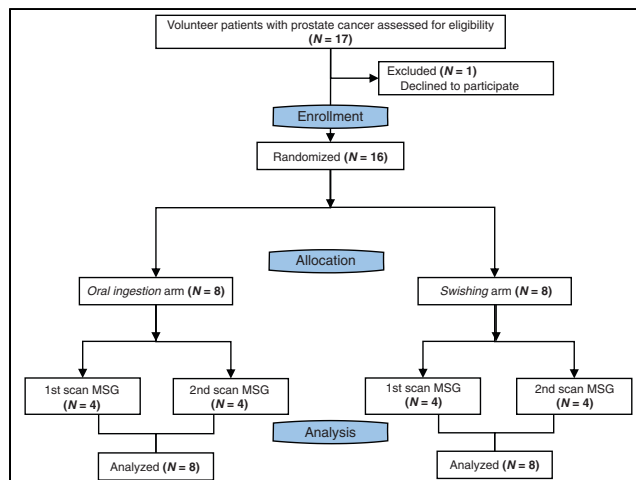 Volunteer patients with prostate cancer assessed for eligibility
(N = 17)
Excluded (N = 1)
Declined to participate
Enrollment
Randomized (N = 16)
Allocation
Oral ingestion arm (N = 8)
Swishing arm (N = 8)
1st scan MSG
(N = 4)
2nd scan MSG
(N = 4)
1st scan MSG
(N = 4)
2nd scan MSG
(N = 4)
Analysis
Analyzed (N = 8)
Analyzed (N = 8)